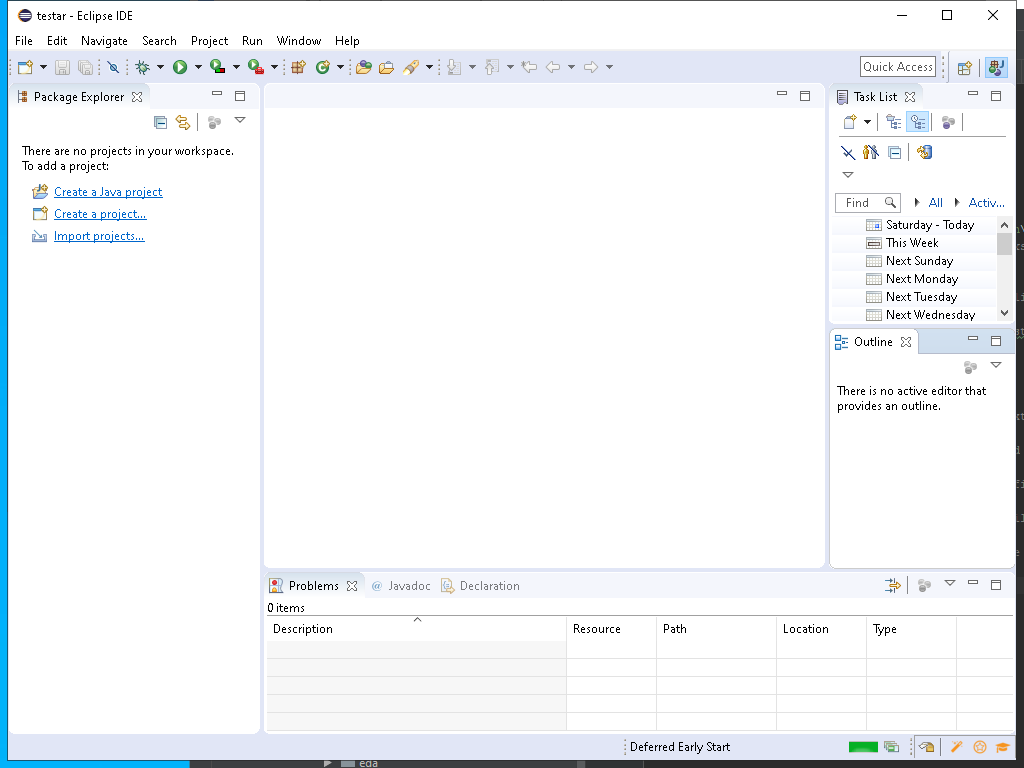 testar - Eclipse IDE
File Edit Navigate Search Project Run Window Help
Quick Access
Package Explorer
There are no projects in your workspace.
To add a project:
Create a Java project
Create a project...
Import projects...
Task List
Find All Activ...
Saturday - Today
This Week
Next Sunday
Next Monday
Next Tuesday
Next Wednesday
Outline
There is no active editor that
provides an outline.
Problems @ Javadoc Declaration
0 items
Description Resource Path Location Type
Deferred Early Start
eda